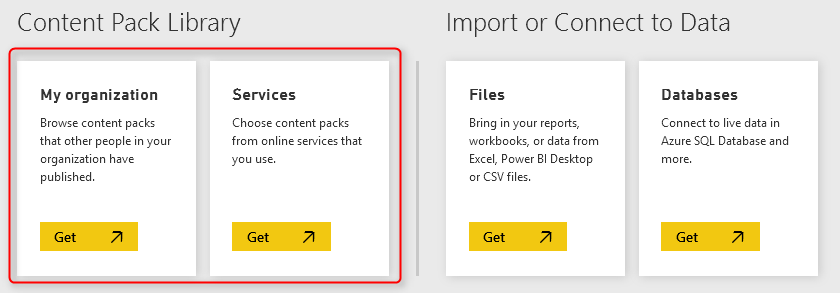 Content Pack Library
My organization
Browse content packs
that other people in your
organization have
published.
Get
Services
Choose content packs
from online services that
you use.
Get
Import or Connect to Data
Files
Bring in your reports,
workbooks, or data from
Excel, Power BI Desktop
or CSV files.
Get
Databases
Connect to live data in
Azure SQL Database and
more.
Get